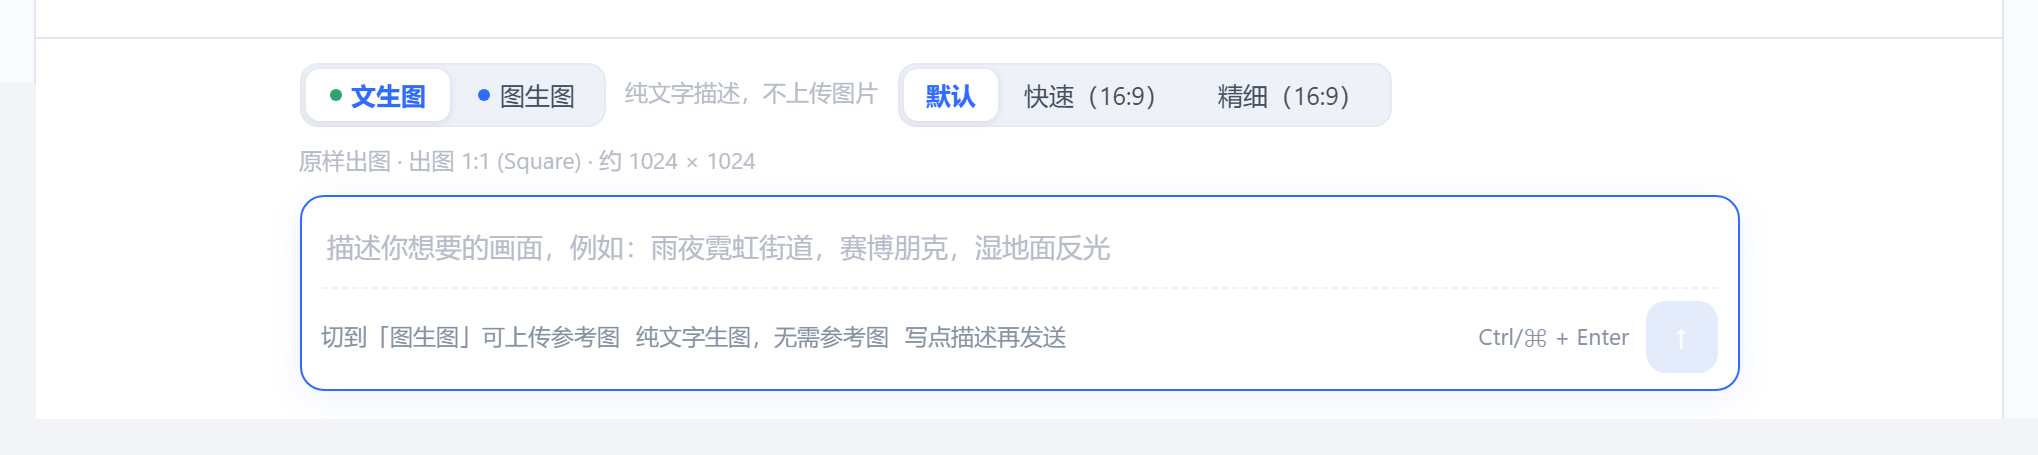 文生图 图生图 纯文字描述，不上传图片 默认 快速（16:9） 精细（16:9）
原样出图 · 出图 1:1 (Square) · 约 1024 × 1024
描述你想要的画面，例如：雨夜霓虹街道，赛博朋克，湿地面反光
切到「图生图」可上传参考图 纯文字生图，无需参考图 写点描述再发送 Ctrl/⌘ + Enter ↑